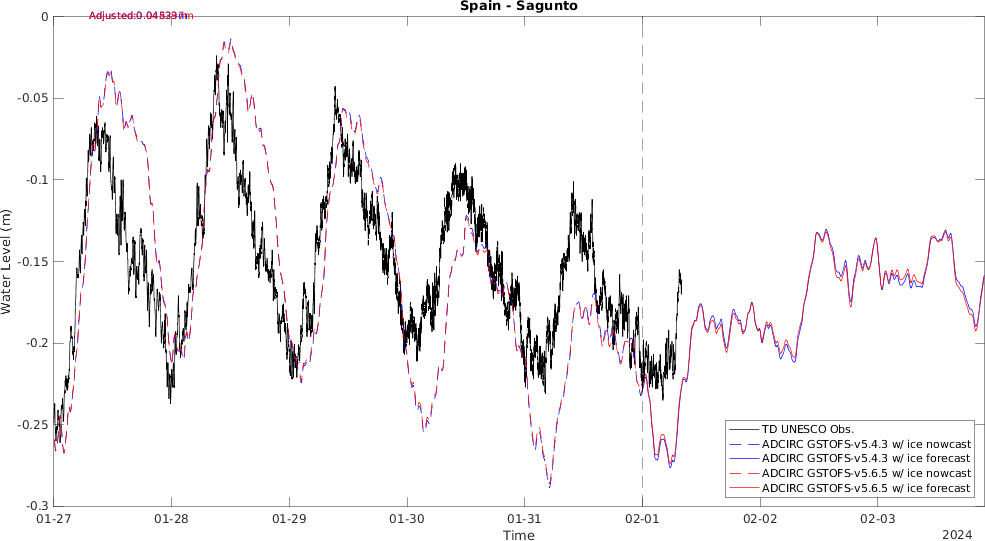 Spain - Sagunto
0
-0.05
-0.1
-0.15
-0.2
-0.25
-0.3
Water Level (m)
01-27 01-28 01-29 01-30 01-31 02-01 02-02 02-03
Time
2024
TD UNESCO Obs.
ADCIRC GSTOFS-v5.4.3 w/ ice nowcast
ADCIRC GSTOFS-v5.4.3 w/ ice forecast
ADCIRC GSTOFS-v5.6.5 w/ ice nowcast
ADCIRC GSTOFS-v5.6.5 w/ ice forecast